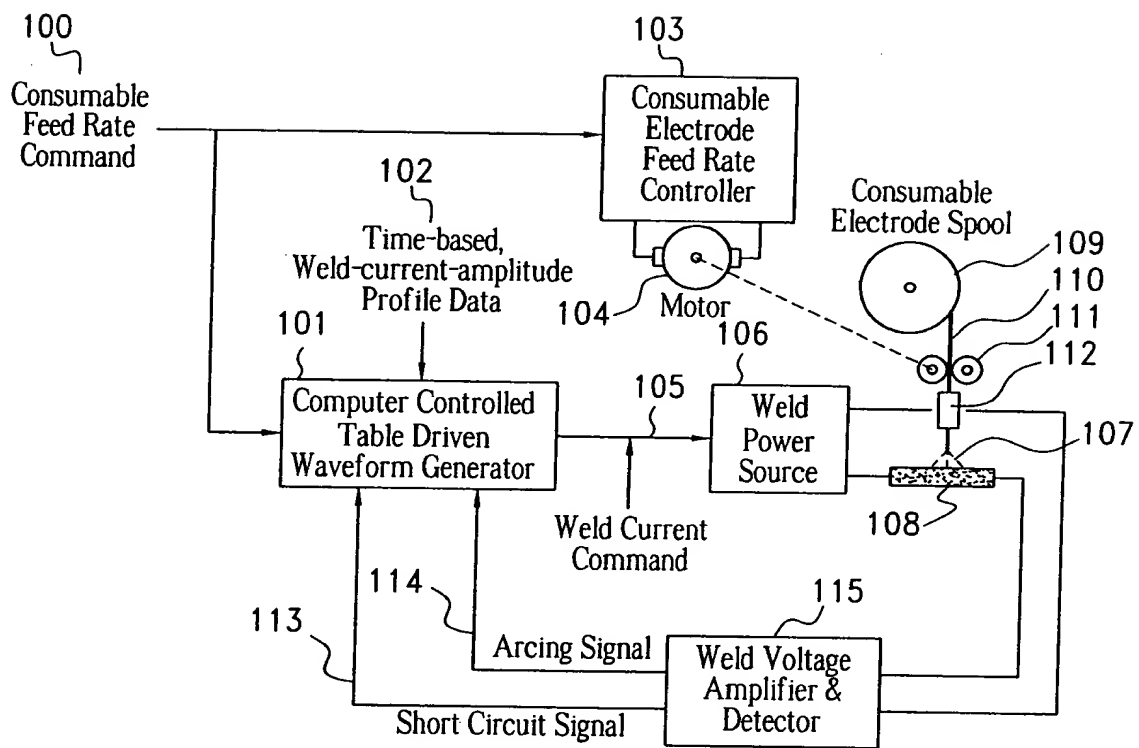 100
Consumable
Feed Rate
Command
103
Consumable
Electrode
Feed Rate
Controller
102
Time-based,
Weld-current-amplitude
Profile Data
104
Motor
Consumable
Electrode Spool
109
110
111
112
101
Computer Controlled
Table Driven
Waveform Generator
105
106
Weld
Power
Source
107
108
Weld Current
Command
113
114
115
Arcing Signal
Short Circuit Signal
Weld Voltage
Amplifier &
Detector